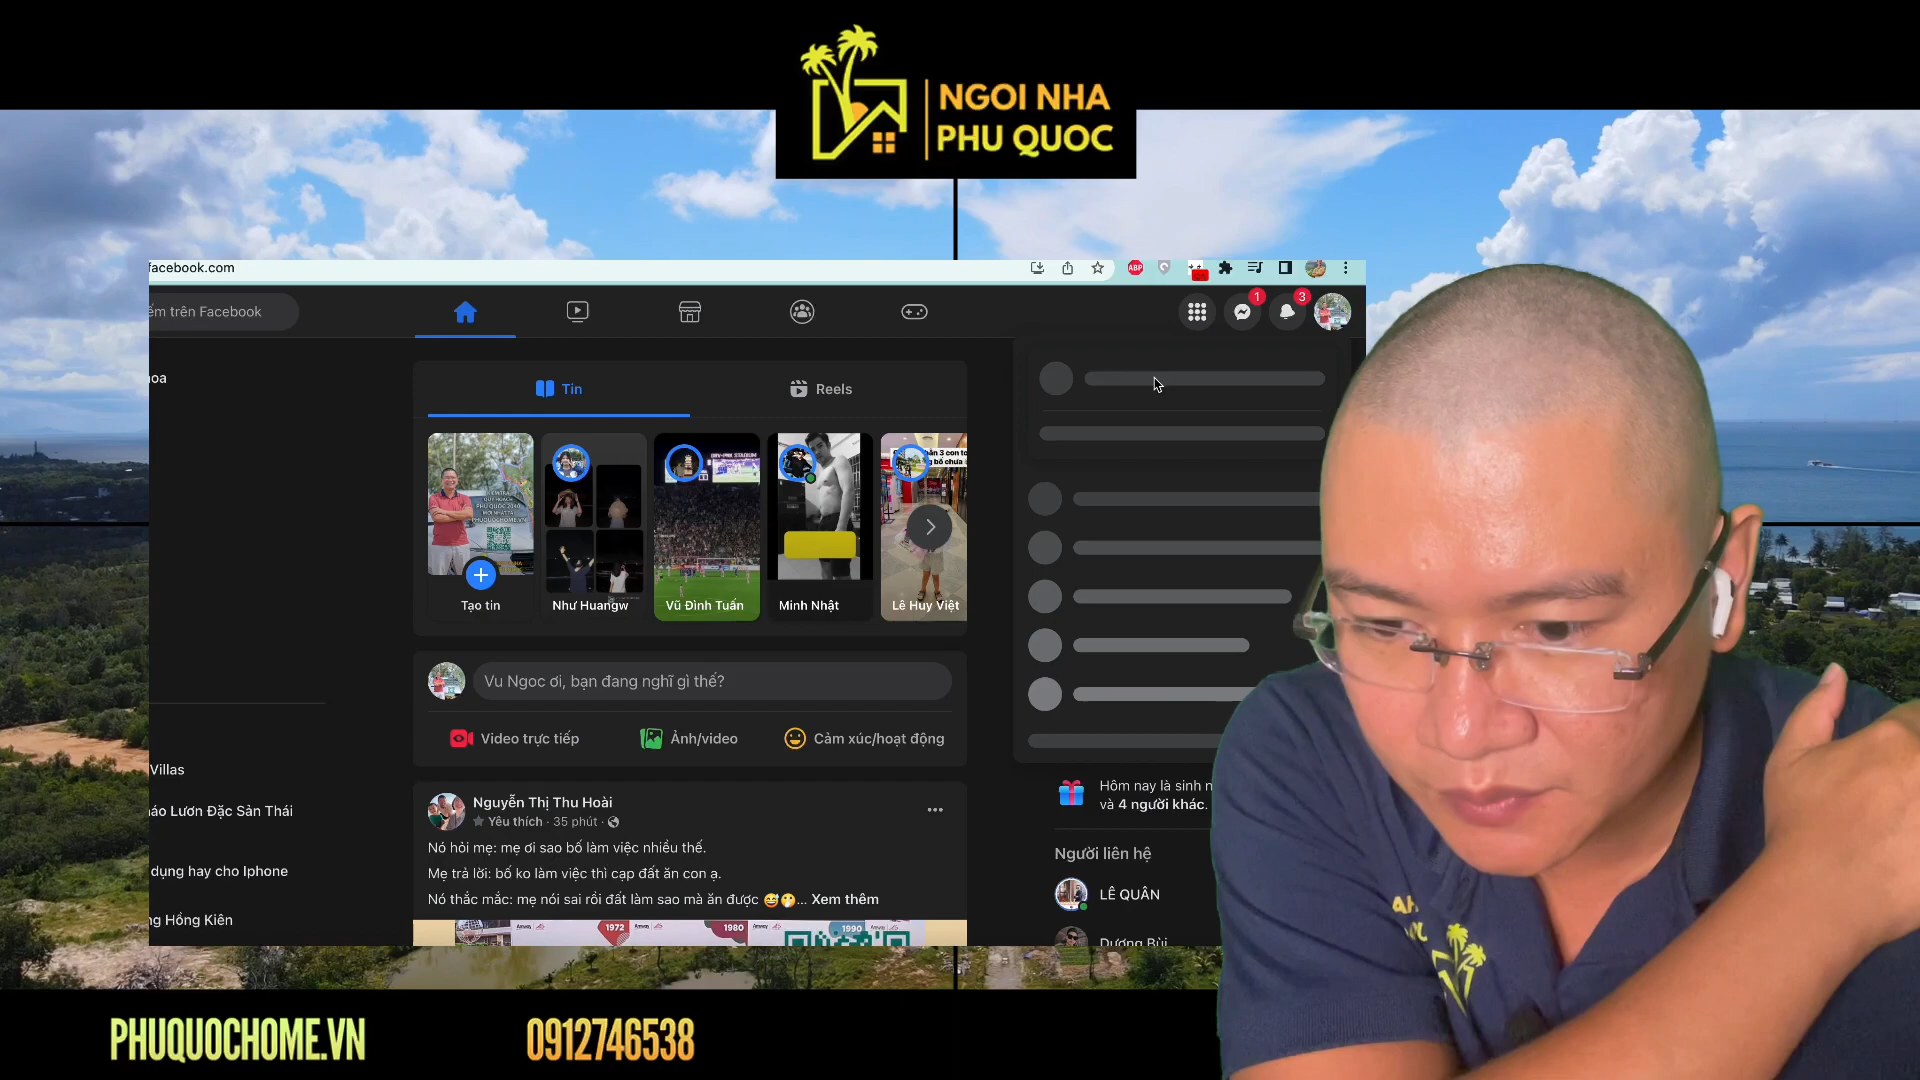 NGOI NHA
PHU QUOC
facebook.com
ếm trên Facebook
1
3
ABP
Tin
Reels
Tạo tin
Như Huangw
Vũ Đình Tuấn
Minh Nhật
Lê Huy Việt
Vu Ngoc ơi, bạn đang nghĩ gì thế?
Video trực tiếp
Ảnh/video
Cảm xúc/hoạt động
Nguyễn Thị Thu Hoài
Yêu thích · 35 phút ·
Nó hỏi mẹ: mẹ ơi sao bố làm việc nhiều thế.
Mẹ trả lời: bố ko làm việc thì cạp đất ăn con ạ.
Nó thắc mắc: mẹ nói sai rồi đất làm sao mà ăn được 😅🤭... Xem thêm
1972
1980
1990
oa
Villas
áo Lươn Đặc Sản Thái
dụng hay cho Iphone
ng Hồng Kiên
Hôm nay là sinh n
và 4 người khác.
Người liên hệ
LÊ QUÂN
Dương Bùi
PHUQUOCHOME.VN
0912746538